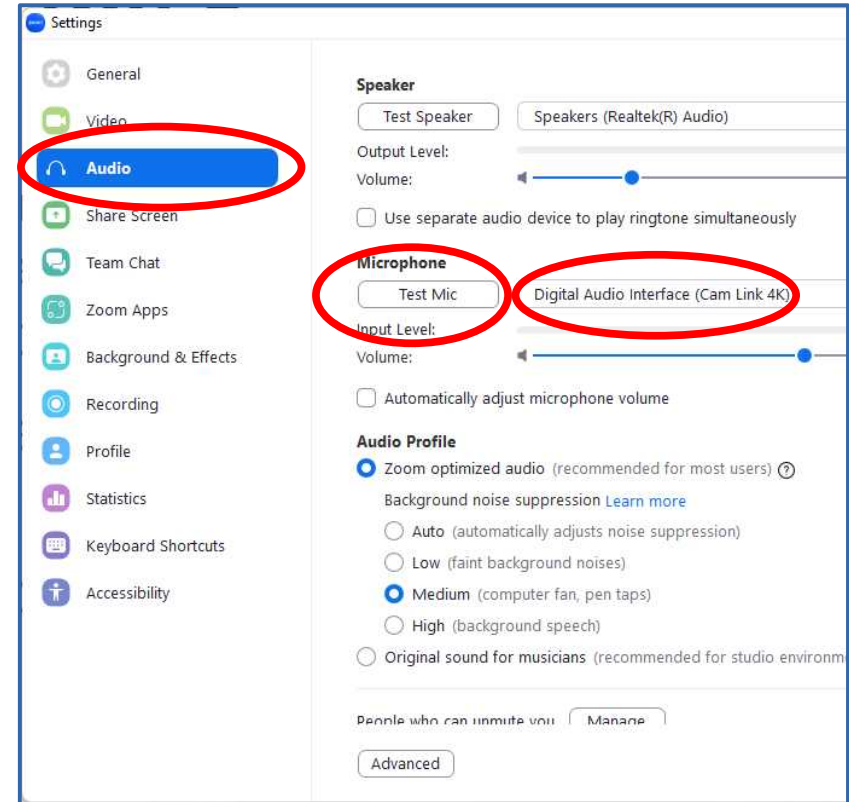 Settings
General
Video
Audio
Share Screen
Team Chat
Zoom Apps
Background & Effects
Recording
Profile
Statistics
Keyboard Shortcuts
Accessibility
Speaker
Test Speaker Speakers (Realtek(R) Audio)
Output Level:
Volume:
Use separate audio device to play ringtone simultaneously
Microphone
Test Mic Digital Audio Interface (Cam Link 4K)
Input Level:
Volume:
Automatically adjust microphone volume
Audio Profile
Zoom optimized audio (recommended for most users) ?
Background noise suppression Learn more
Auto (automatically adjusts noise suppression)
Low (faint background noises)
Medium (computer fan, pen taps)
High (background speech)
Original sound for musicians (recommended for studio environm
People who can unmute you Manage
Advanced